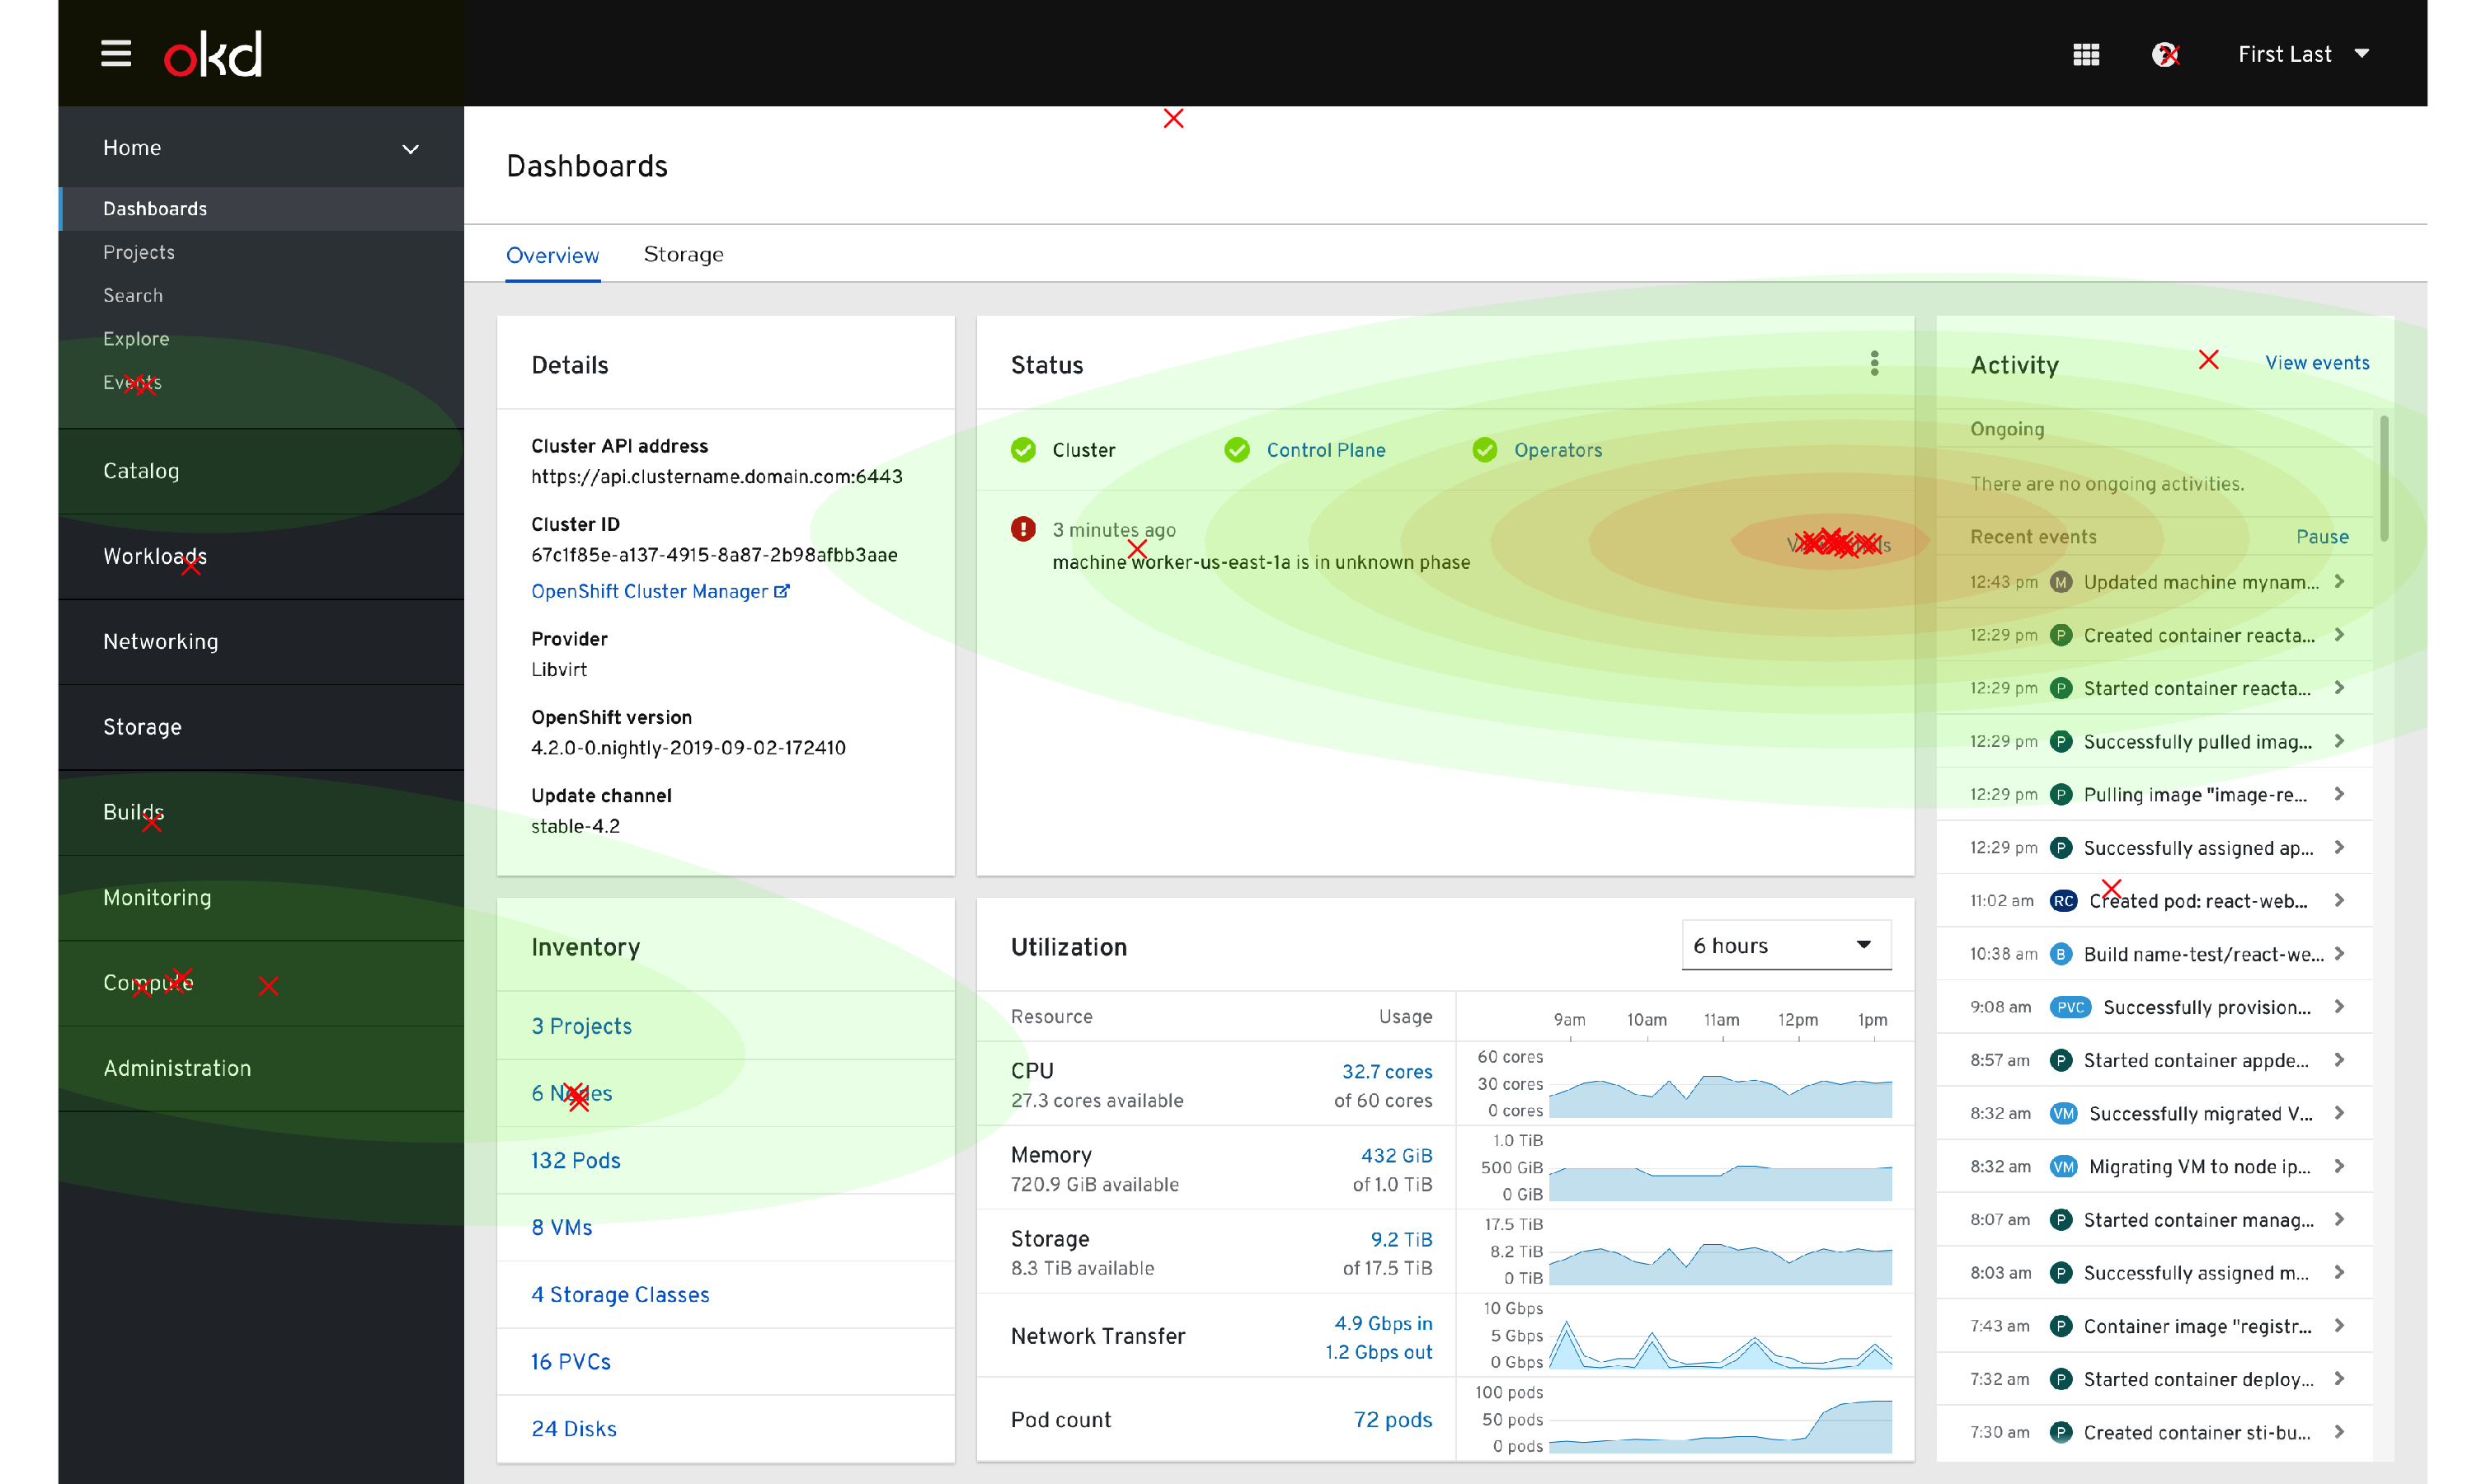 okd
First Last
Home
Dashboards
Projects
Search
Explore
Events
Catalog
Workloads
Networking
Storage
Builds
Monitoring
Compute
Administration
Dashboards
Overview Storage
Details
Cluster API address
https://api.clustername.domain.com:6443
Cluster ID
67c1f85e-a137-4915-8a87-2b98afbb3aae
OpenShift Cluster Manager
Provider
Libvirt
OpenShift version
4.2.0-0.nightly-2019-09-02-172410
Update channel
stable-4.2
Status
Cluster Control Plane Operators
3 minutes ago
machine worker-us-east-1a is in unknown phase
Activity View events
Ongoing
There are no ongoing activities.
Recent events Pause
12:43 pm M Updated machine mynam...
12:29 pm P Created container reacta...
12:29 pm P Started container reacta...
12:29 pm P Successfully pulled imag...
12:29 pm P Pulling image "image-re...
12:29 pm P Successfully assigned ap...
11:02 am RC Created pod: react-web...
10:38 am B Build name-test/react-we...
9:08 am PVC Successfully provision...
8:57 am P Started container appde...
8:32 am VM Successfully migrated V...
8:32 am VM Migrating VM to node ip...
8:07 am P Started container manag...
8:03 am P Successfully assigned m...
7:43 am P Container image "registr...
7:32 am P Started container deploy...
7:30 am P Created container sti-bu...
Inventory
3 Projects
6 Nodes
132 Pods
8 VMs
4 Storage Classes
16 PVCs
24 Disks
Utilization
6 hours
Resource Usage
9am 10am 11am 12pm 1pm
CPU 32.7 cores
27.3 cores available of 60 cores
60 cores
30 cores
0 cores
Memory 432 GiB
720.9 GiB available of 1.0 TiB
1.0 TiB
500 GiB
0 GiB
Storage 9.2 TiB
8.3 TiB available of 17.5 TiB
17.5 TiB
8.2 TiB
0 TiB
Network Transfer
4.9 Gbps in
1.2 Gbps out
10 Gbps
5 Gbps
0 Gbps
Pod count 72 pods
100 pods
50 pods
0 pods